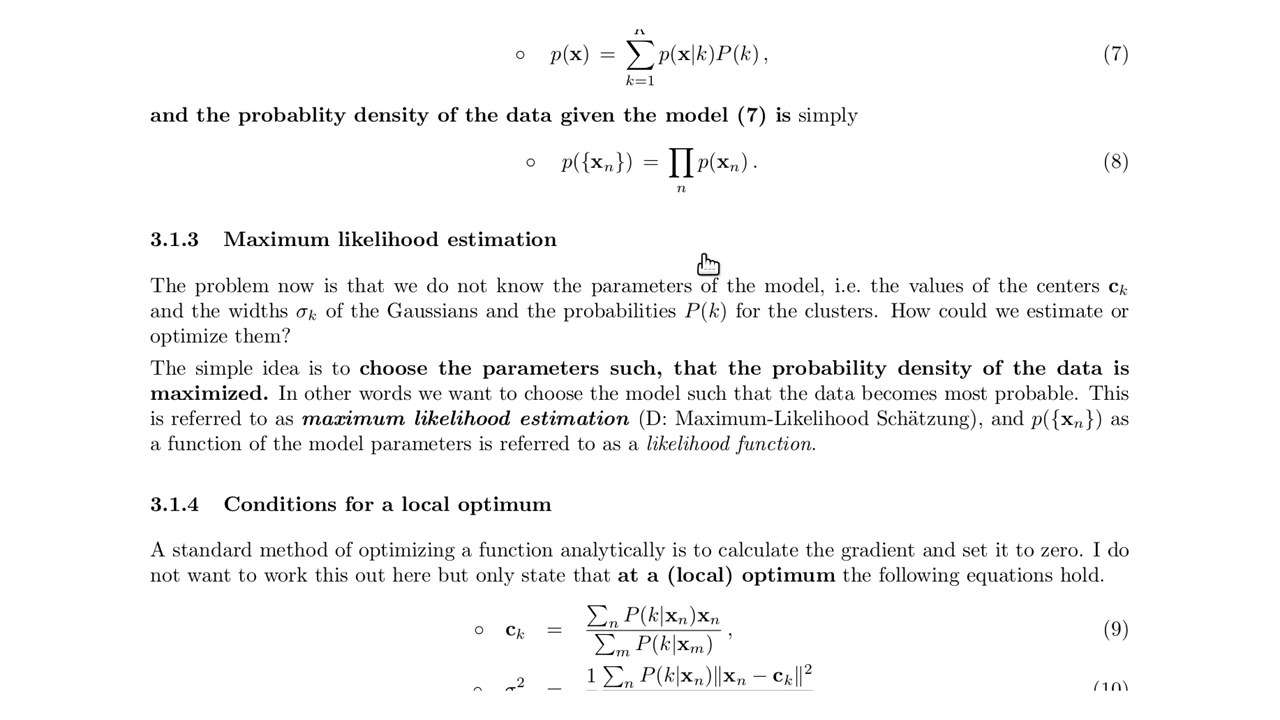 ∘ p(x) = ∑_{k=1} p(x|k)P(k) , (7)
and the probablity density of the data given the model (7) is simply
∘ p({x_n}) = ∏_n p(x_n) . (8)
3.1.3 Maximum likelihood estimation
The problem now is that we do not know the parameters of the model, i.e. the values of the centers c_k
and the widths σ_k of the Gaussians and the probabilities P(k) for the clusters. How could we estimate or
optimize them?
The simple idea is to choose the parameters such, that the probability density of the data is
maximized. In other words we want to choose the model such that the data becomes most probable. This
is referred to as maximum likelihood estimation (D: Maximum-Likelihood Schätzung), and p({x_n}) as
a function of the model parameters is referred to as a likelihood function.
3.1.4 Conditions for a local optimum
A standard method of optimizing a function analytically is to calculate the gradient and set it to zero. I do
not want to work this out here but only state that at a (local) optimum the following equations hold.
∘ c_k = ∑_n P(k|x_n)x_n / ∑_m P(k|x_m) , (9)
1 ∑_n P(k|x_n)‖x_n − c_k‖² (10)